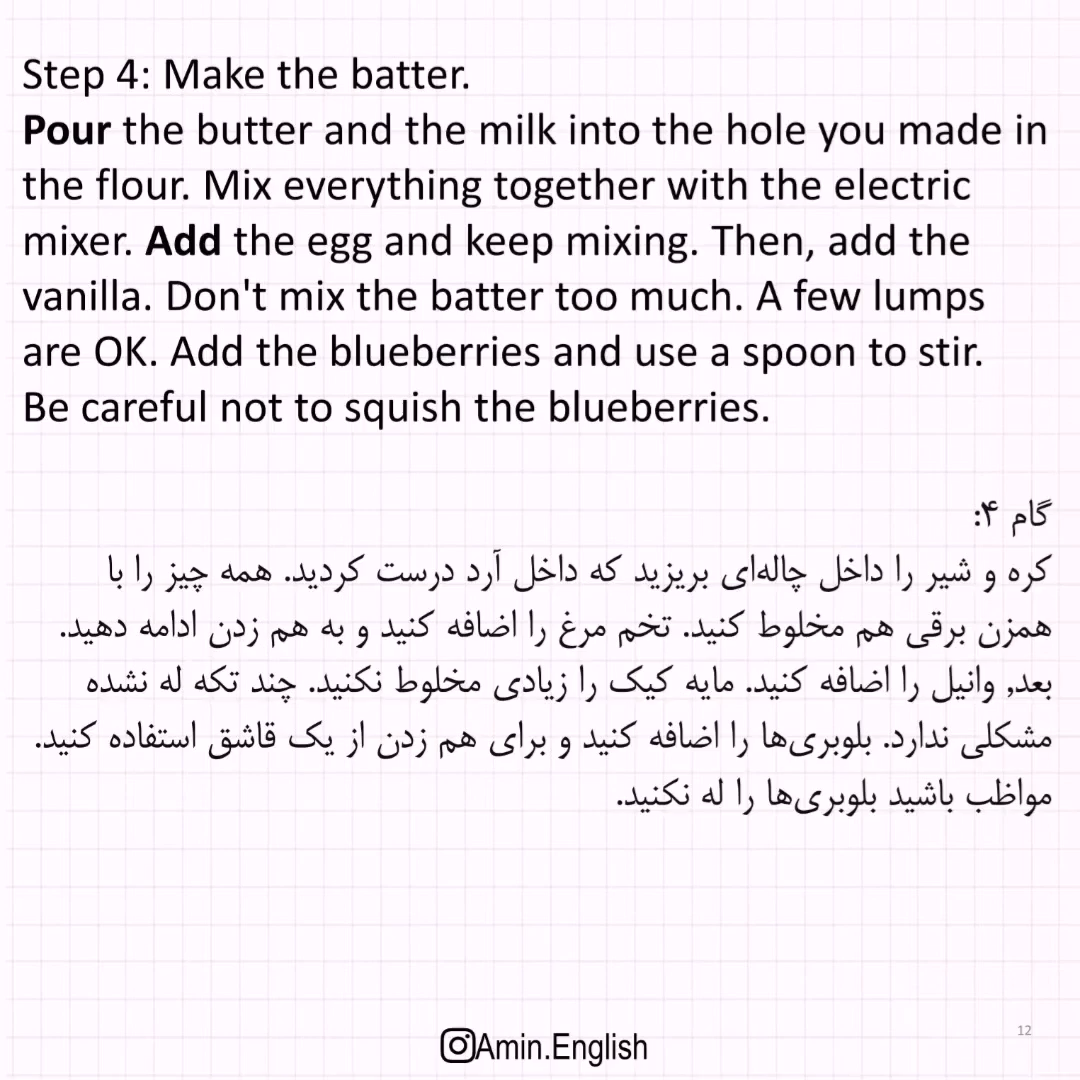 Step 4: Make the batter.
Pour the butter and the milk into the hole you made in
the flour. Mix everything together with the electric
mixer. Add the egg and keep mixing. Then, add the
vanilla. Don't mix the batter too much. A few lumps
are OK. Add the blueberries and use a spoon to stir.
Be careful not to squish the blueberries.
گام ۴:
کره و شیر را داخل چاله‌ای بریزید که داخل آرد درست کردید. همه چیز را با
همزن برقی هم مخلوط کنید. تخم مرغ را اضافه کنید و به هم زدن ادامه دهید.
بعد, وانیل را اضافه کنید. مایه کیک را زیادی مخلوط نکنید. چند تکه له نشده
مشکلی ندارد. بلوبری‌ها را اضافه کنید و برای هم زدن از یک قاشق استفاده کنید.
مواظب باشید بلوبری‌ها را له نکنید.
12
Amin.English